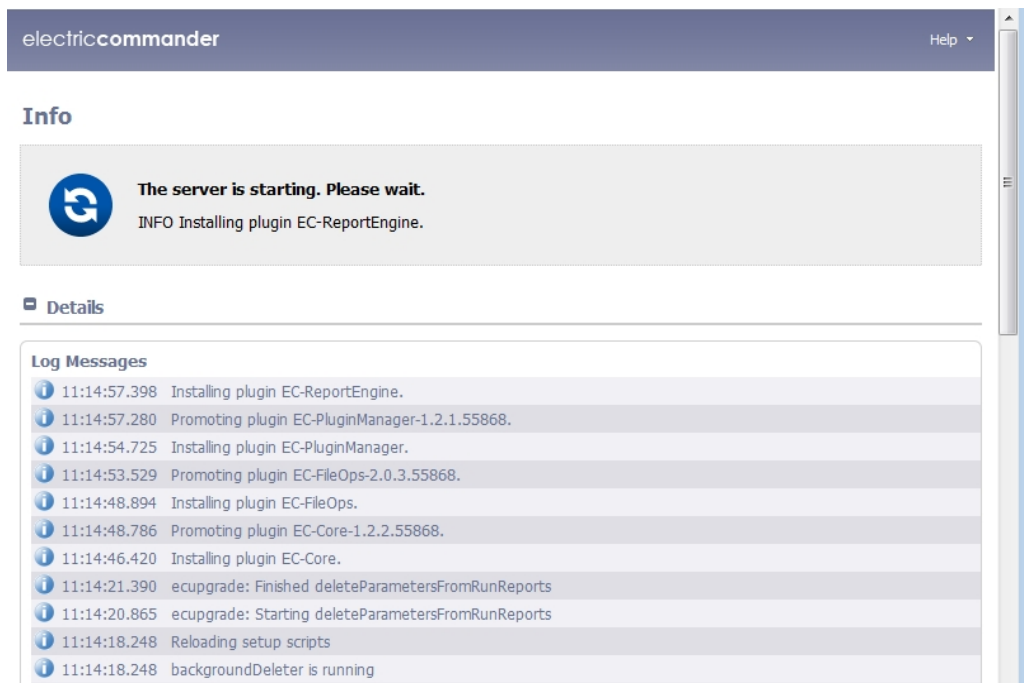 electriccommander
Help
Info
The server is starting. Please wait.
INFO Installing plugin EC-ReportEngine.
Details
Log Messages
11:14:57.398 Installing plugin EC-ReportEngine.
11:14:57.280 Promoting plugin EC-PluginManager-1.2.1.55868.
11:14:54.725 Installing plugin EC-PluginManager.
11:14:53.529 Promoting plugin EC-FileOps-2.0.3.55868.
11:14:48.894 Installing plugin EC-FileOps.
11:14:48.786 Promoting plugin EC-Core-1.2.2.55868.
11:14:46.420 Installing plugin EC-Core.
11:14:21.390 ecupgrade: Finished deleteParametersFromRunReports
11:14:20.865 ecupgrade: Starting deleteParametersFromRunReports
11:14:18.248 Reloading setup scripts
11:14:18.248 backgroundDeleter is running